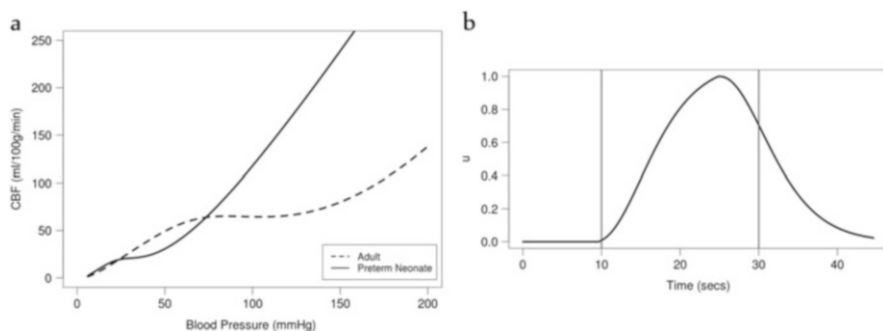 a
250
200
150
100
50
0
CBF (ml/100g/min)
Adult
Preterm Neonate
0 50 100 150 200
Blood Pressure (mmHg)
b
1.0
0.8
0.6
0.4
0.2
0.0
u
0 10 20 30 40
Time (secs)